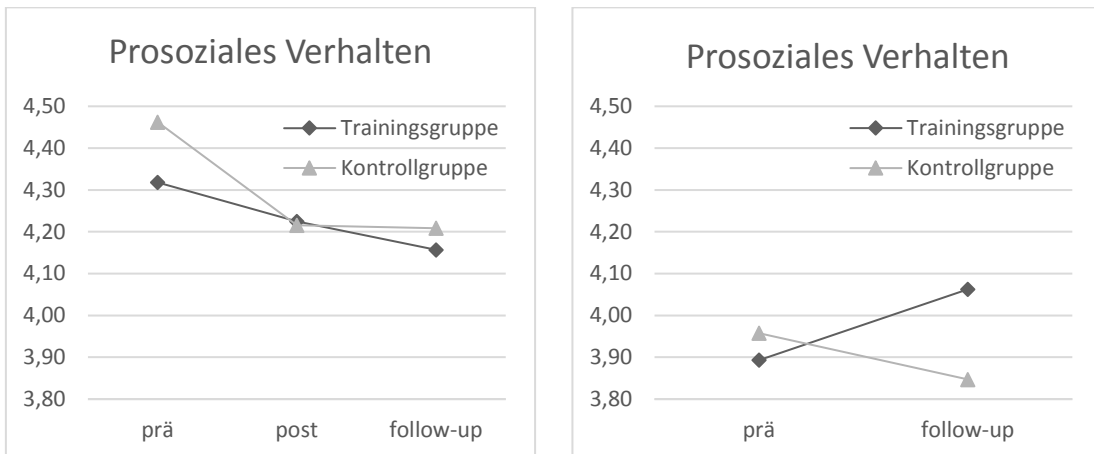 Prosoziales Verhalten
4,50
4,40
4,30
4,20
4,10
4,00
3,90
3,80
Trainingsgruppe
Kontrollgruppe
prä post follow-up
Prosoziales Verhalten
4,50
4,40
4,30
4,20
4,10
4,00
3,90
3,80
Trainingsgruppe
Kontrollgruppe
prä follow-up